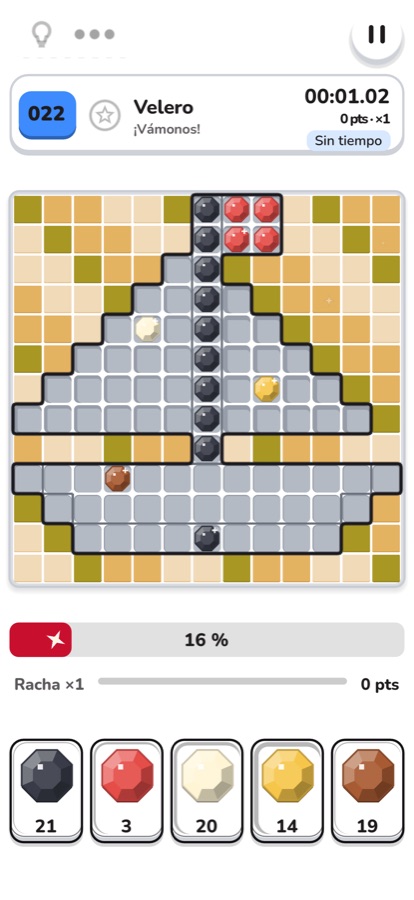 022
Velero
¡Vámonos!
00:01.02
0 pts · ×1
Sin tiempo
16 %
Racha ×1
0 pts
21
3
20
14
19